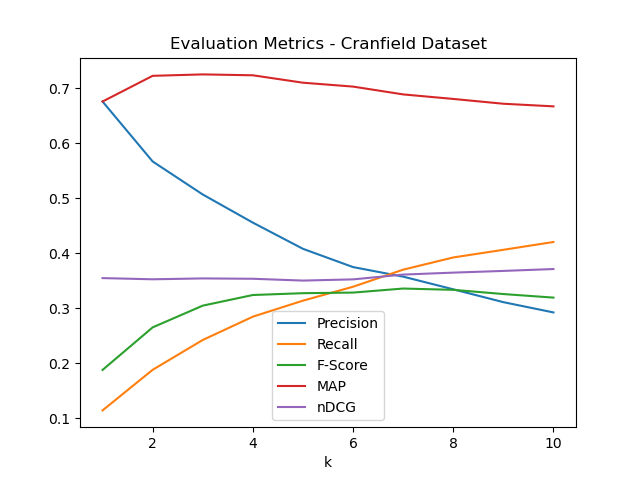 Evaluation Metrics - Cranfield Dataset
0.7
0.6
0.5
0.4
0.3
0.2
0.1
Precision
Recall
F-Score
MAP
nDCG
2 4 6 8 10
k